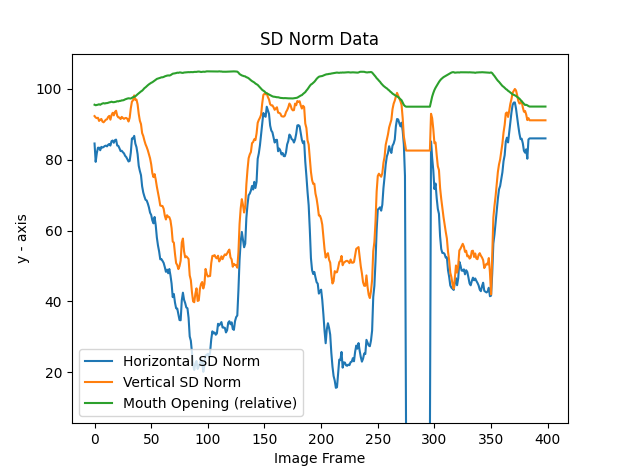 SD Norm Data
y - axis
100
80
60
40
20
Horizontal SD Norm
Vertical SD Norm
Mouth Opening (relative)
0 50 100 150 200 250 300 350 400
Image Frame